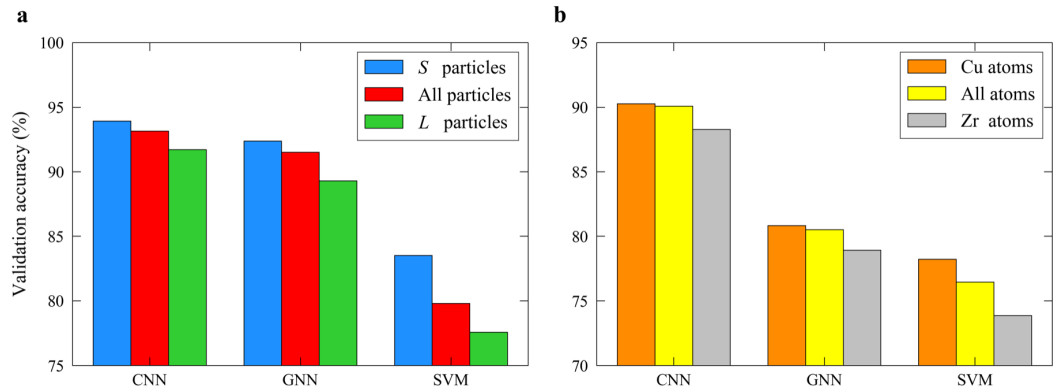 a
Validation accuracy (%)
100
95
90
85
80
75
CNN
GNN
SVM
S particles
All particles
L particles
b
95
90
85
80
75
70
CNN
GNN
SVM
Cu atoms
All atoms
Zr atoms